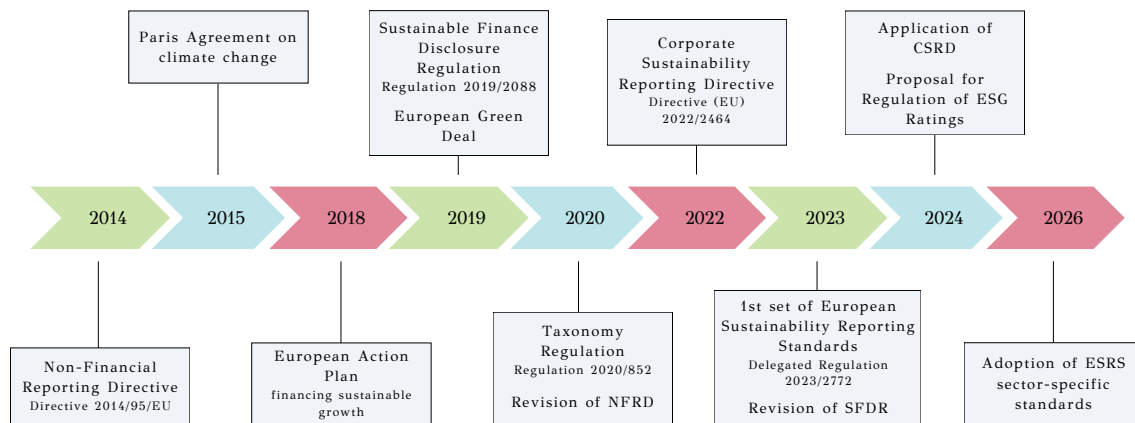 Paris Agreement on
climate change
Sustainable Finance
Disclosure
Regulation
Regulation 2019/2088
European Green
Deal
Corporate
Sustainability
Reporting Directive
Directive (EU)
2022/2464
Application of
CSRD
Proposal for
Regulation of ESG
Ratings
2014
2015
2018
2019
2020
2022
2023
2024
2026
Non-Financial
Reporting Directive
Directive 2014/95/EU
European Action
Plan
financing sustainable
growth
Taxonomy
Regulation
Regulation 2020/852
Revision of NFRD
1st set of European
Sustainability Reporting
Standards
Delegated Regulation
2023/2772
Revision of SFDR
Adoption of ESRS
sector-specific
standards